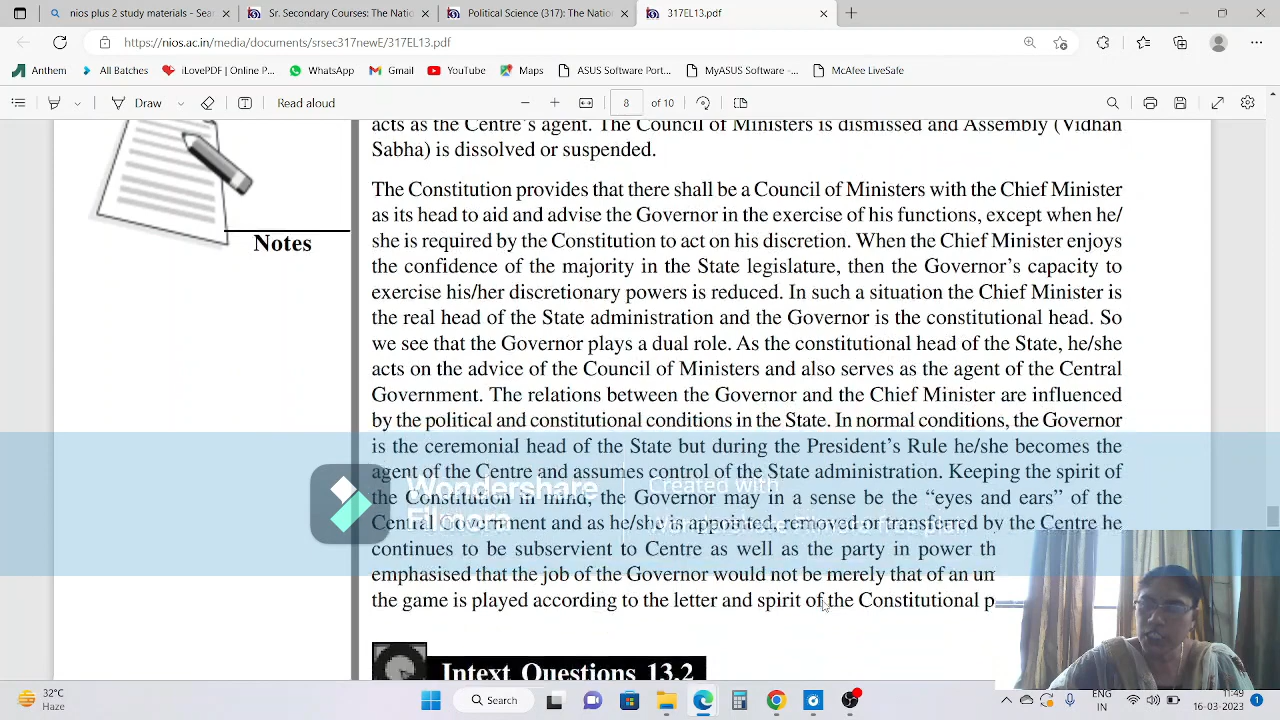 nios plus 2 study materials - Sea
Sr. Secondary Courses: The Natio
Political Science (317): The Natio
317EL13.pdf
https://nios.ac.in/media/documents/srsec317newE/317EL13.pdf
Anthem
All Batches
iLovePDF | Online P...
WhatsApp
Gmail
YouTube
Maps
ASUS Software Port...
MyASUS Software -...
McAfee LiveSafe
Draw
Read aloud
8
of 10
acts as the Centre's agent. The Council of Ministers is dismissed and Assembly (Vidhan
Sabha) is dissolved or suspended.
Notes
The Constitution provides that there shall be a Council of Ministers with the Chief Minister
as its head to aid and advise the Governor in the exercise of his functions, except when he/
she is required by the Constitution to act on his discretion. When the Chief Minister enjoys
the confidence of the majority in the State legislature, then the Governor's capacity to
exercise his/her discretionary powers is reduced. In such a situation the Chief Minister is
the real head of the State administration and the Governor is the constitutional head. So
we see that the Governor plays a dual role. As the constitutional head of the State, he/she
acts on the advice of the Council of Ministers and also serves as the agent of the Central
Government. The relations between the Governor and the Chief Minister are influenced
by the political and constitutional conditions in the State. In normal conditions, the Governor
is the ceremonial head of the State but during the President's Rule he/she becomes the
agent of the Centre and assumes control of the State administration. Keeping the spirit of
the Constitution in mind, the Governor may in a sense be the "eyes and ears" of the
Central Government and as he/she is appointed, removed or transferred by the Centre he
continues to be subservient to Centre as well as the party in power th
emphasised that the job of the Governor would not be merely that of an um
the game is played according to the letter and spirit of the Constitutional p
Wondershare
Filmora
Created with
Wondershare Filmora free plan
Intext Questions 13.2
32°C
Haze
Search
ENG
IN
11:49
16-03-2023
1